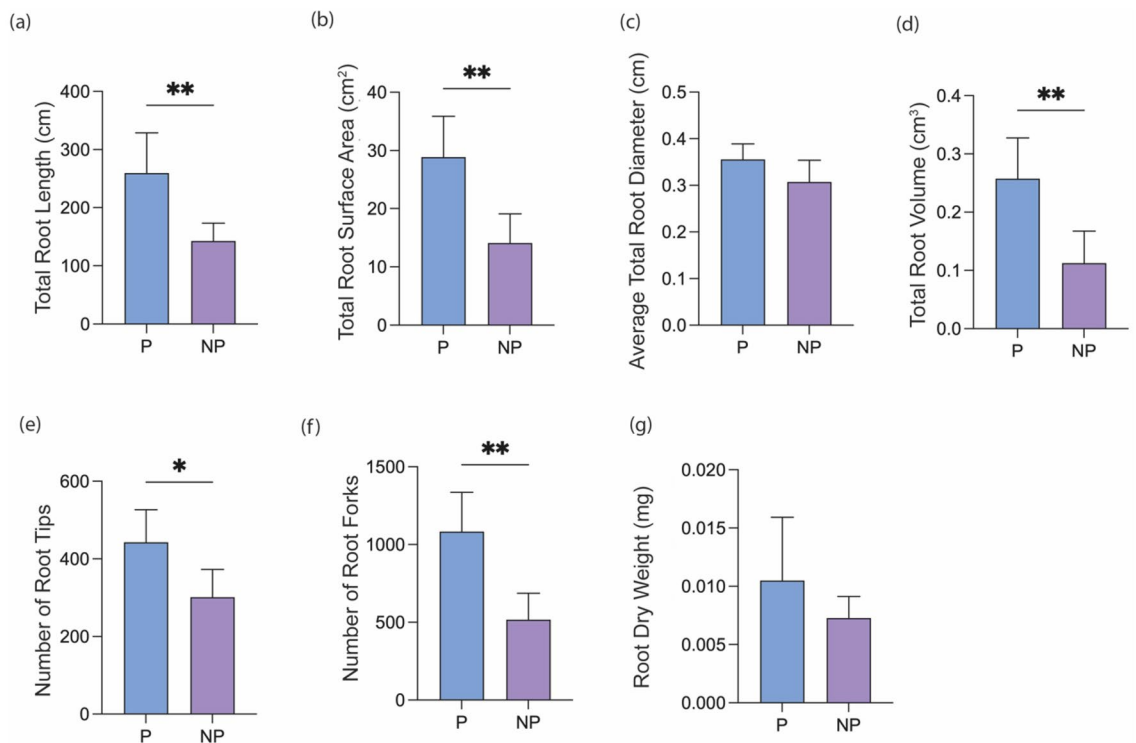 (a)
Total Root Length (cm)
400
300
200
100
0
**
P NP
(b)
Total Root Surface Area (cm²)
40
30
20
10
0
**
P NP
(c)
Average Total Root Diameter (cm)
0.5
0.4
0.3
0.2
0.1
0.0
P NP
(d)
Total Root Volume (cm³)
0.4
0.3
0.2
0.1
0.0
**
P NP
(e)
Number of Root Tips
600
400
200
0
*
P NP
(f)
Number of Root Forks
1500
1000
500
0
**
P NP
(g)
Root Dry Weight (mg)
0.020
0.015
0.010
0.005
0.000
P NP